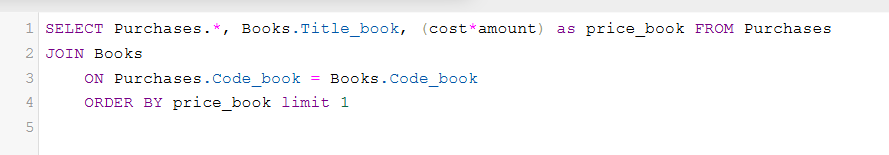 1 SELECT Purchases.*, Books.Title_book, (cost*amount) as price_book FROM Purchases
2 JOIN Books
3 ON Purchases.Code_book = Books.Code_book
4 ORDER BY price_book limit 1
5